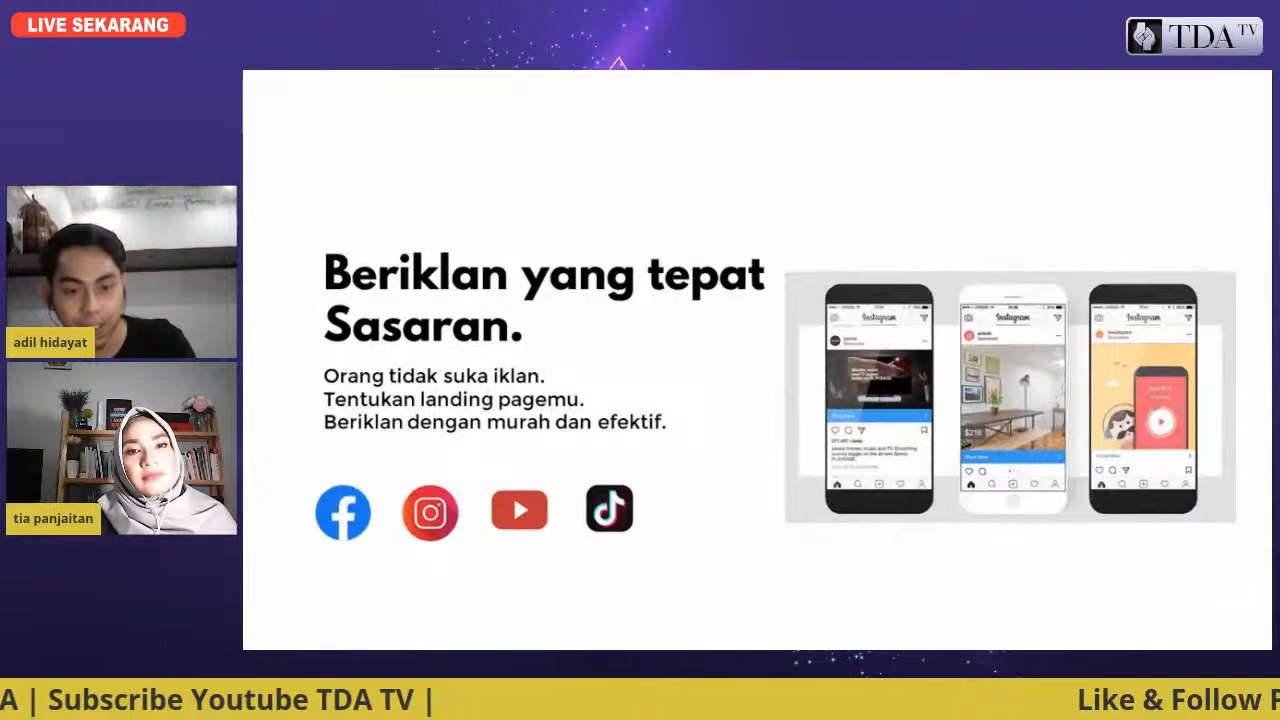 LIVE SEKARANG
TDA TV
Beriklan yang tepat
Sasaran.
Orang tidak suka iklan.
Tentukan landing pagemu.
Beriklan dengan murah dan efektif.
adil hidayat
tia panjaitan
Instagram
Instagram
Instagram
$216
A | Subscribe Youtube TDA TV |
Like & Follow F